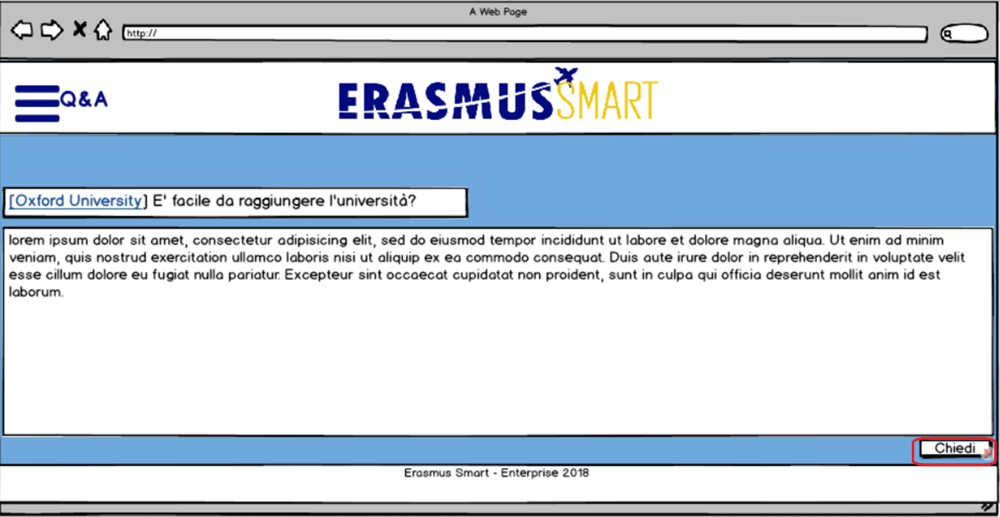 A Web Page
http://
Q&A
ERASMUSSMART
[Oxford University] E' facile da raggiungere l'università?
lorem ipsum dolor sit amet, consectetur adipisicing elit, sed do eiusmod tempor incididunt ut labore et dolore magna aliqua. Ut enim ad minim
veniam, quis nostrud exercitation ullamco laboris nisi ut aliquip ex ea commodo consequat. Duis aute irure dolor in reprehenderit in voluptate velit
esse cillum dolore eu fugiat nulla pariatur. Excepteur sint occaecat cupidatat non proident, sunt in culpa qui officia deserunt mollit anim id est
laborum.
Chiedi
Erasmus Smart - Enterprise 2018